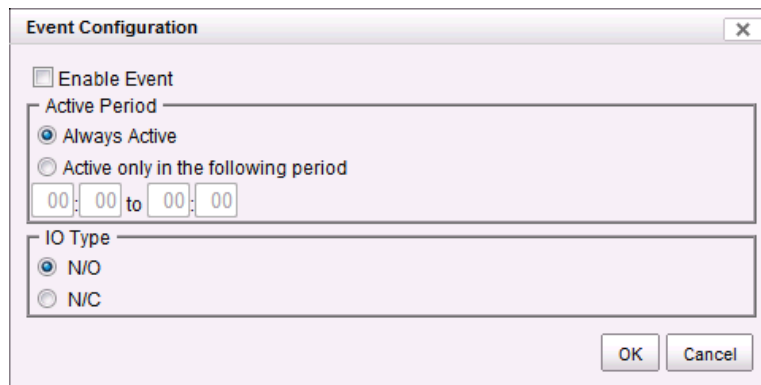 Event Configuration
Enable Event
Active Period
Always Active
Active only in the following period
00 : 00 to 00 : 00
IO Type
N/O
N/C
OK Cancel